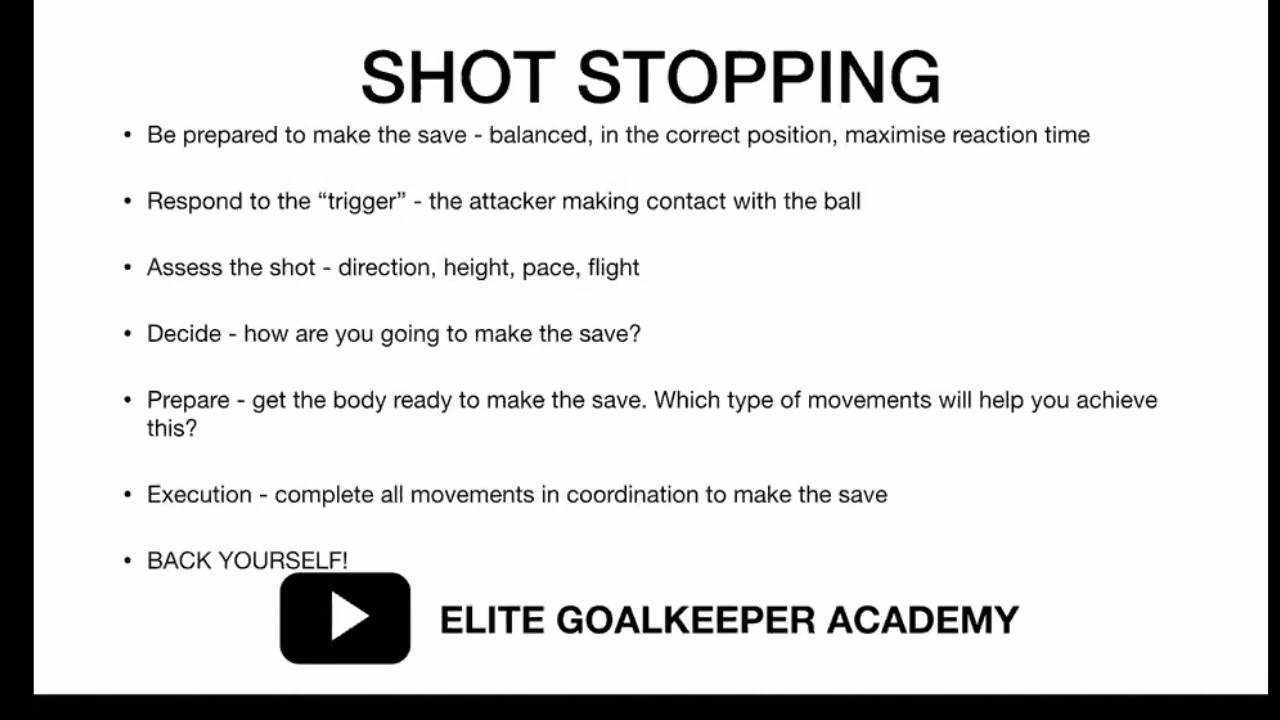 SHOT STOPPING
• Be prepared to make the save - balanced, in the correct position, maximise reaction time
• Respond to the “trigger” - the attacker making contact with the ball
• Assess the shot - direction, height, pace, flight
• Decide - how are you going to make the save?
• Prepare - get the body ready to make the save. Which type of movements will help you achieve
this?
• Execution - complete all movements in coordination to make the save
• BACK YOURSELF!
ELITE GOALKEEPER ACADEMY